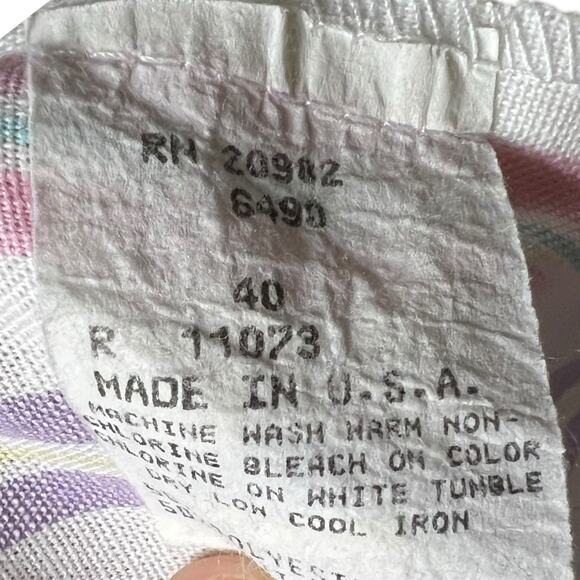 RN 20902
6490
40
R 11073
MADE IN U.S.A.
MACHINE WASH WARM NON-
CHLORINE BLEACH ON COLOR
CHLORINE ON WHITE TUMBLE
DRY LOW COOL IRON